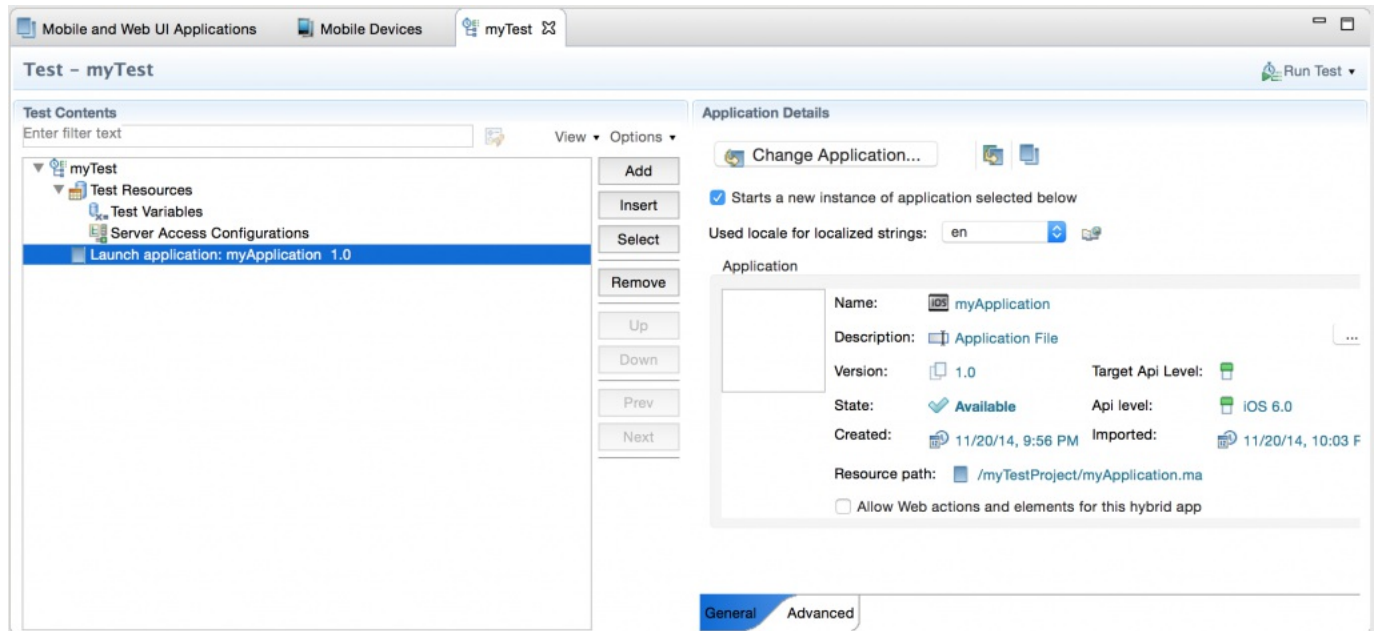 Mobile and Web UI Applications Mobile Devices myTest
Test - myTest Run Test
Test Contents
Enter filter text View Options
myTest
Test Resources
Test Variables
Server Access Configurations
Launch application: myApplication 1.0
Add
Insert
Select
Remove
Up
Down
Prev
Next
Application Details
Change Application...
Starts a new instance of application selected below
Used locale for localized strings: en
Application
Name: iOS myApplication
Description: Application File ...
Version: 1.0 Target Api Level:
State: Available Api level: iOS 6.0
Created: 11/20/14, 9:56 PM Imported: 11/20/14, 10:03 P
Resource path: /myTestProject/myApplication.ma
Allow Web actions and elements for this hybrid app
General Advanced